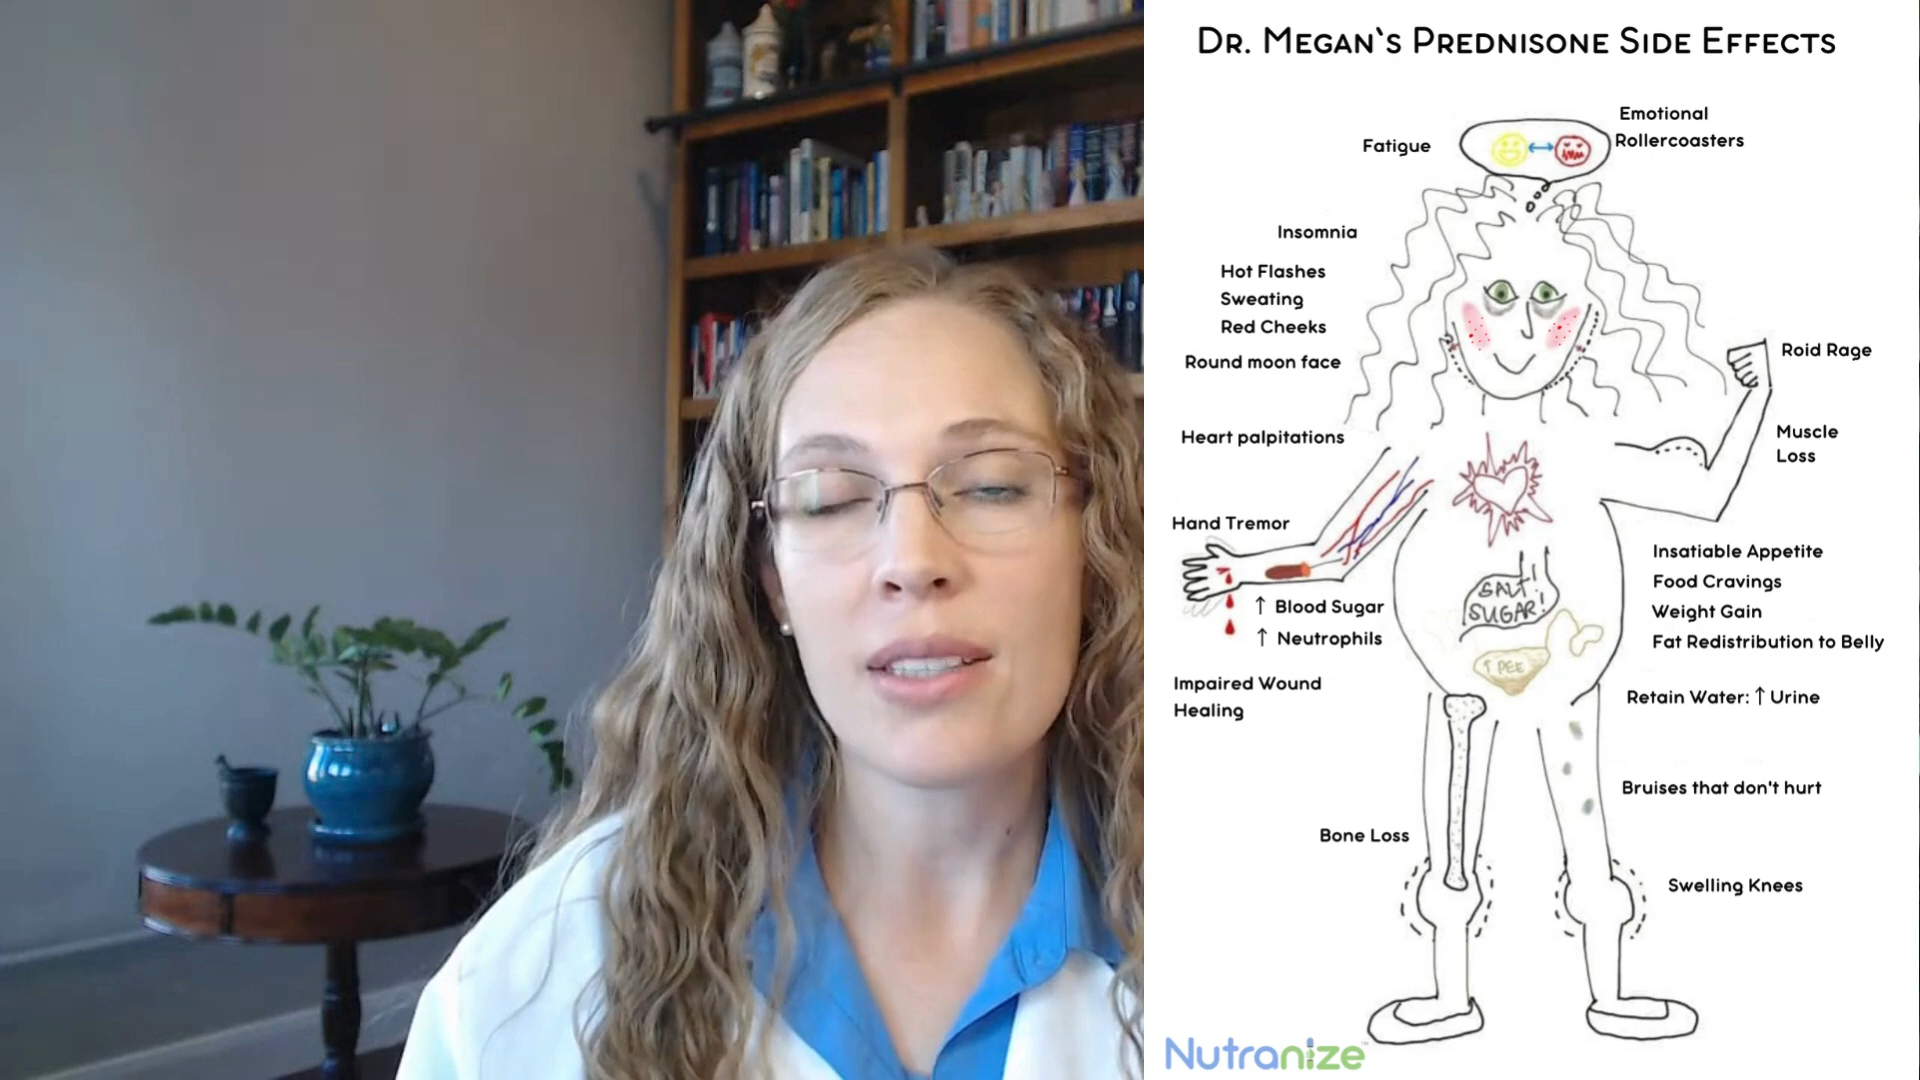 Dr. Megan`s Prednisone Side Effects
Emotional
Rollercoasters
Fatigue
Insomnia
Hot Flashes
Sweating
Red Cheeks
Round moon face
Roid Rage
Heart palpitations
Muscle
Loss
Hand Tremor
↑ Blood Sugar
↑ Neutrophils
SALT!
SUGAR!
Insatiable Appetite
Food Cravings
Weight Gain
Fat Redistribution to Belly
↑ PEE
Impaired Wound
Healing
Retain Water: ↑ Urine
Bruises that don't hurt
Bone Loss
Swelling Knees
Nutranize